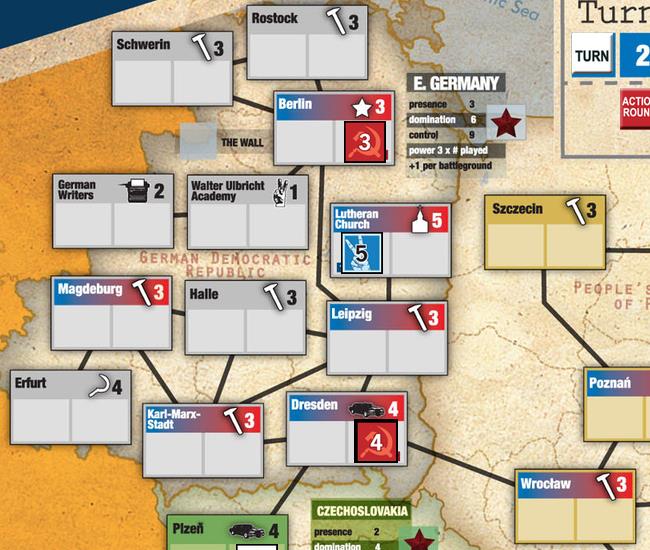 Rostock 3
Schwerin 3
Baltic Sea
Turn
TURN 2
ACTIO
ROUN
Berlin 3
3
E. GERMANY
presence 3
domination 6
control 9
power 3 x # played
+1 per battleground
THE WALL
German
Writers 2
Walter Ulbricht
Academy 1
Lutheran
Church 5
5
Szczecin 3
GERMAN DEMOCRATIC
REPUBLIC
Magdeburg 3
Halle 3
Leipzig 3
PEOPLE'S
OF P
Erfurt 4
Karl-Marx-
Stadt 3
Dresden 4
4
Poznań
Wrocław 3
Plzeň 4
CZECHOSLOVAKIA
presence 2
domination 4